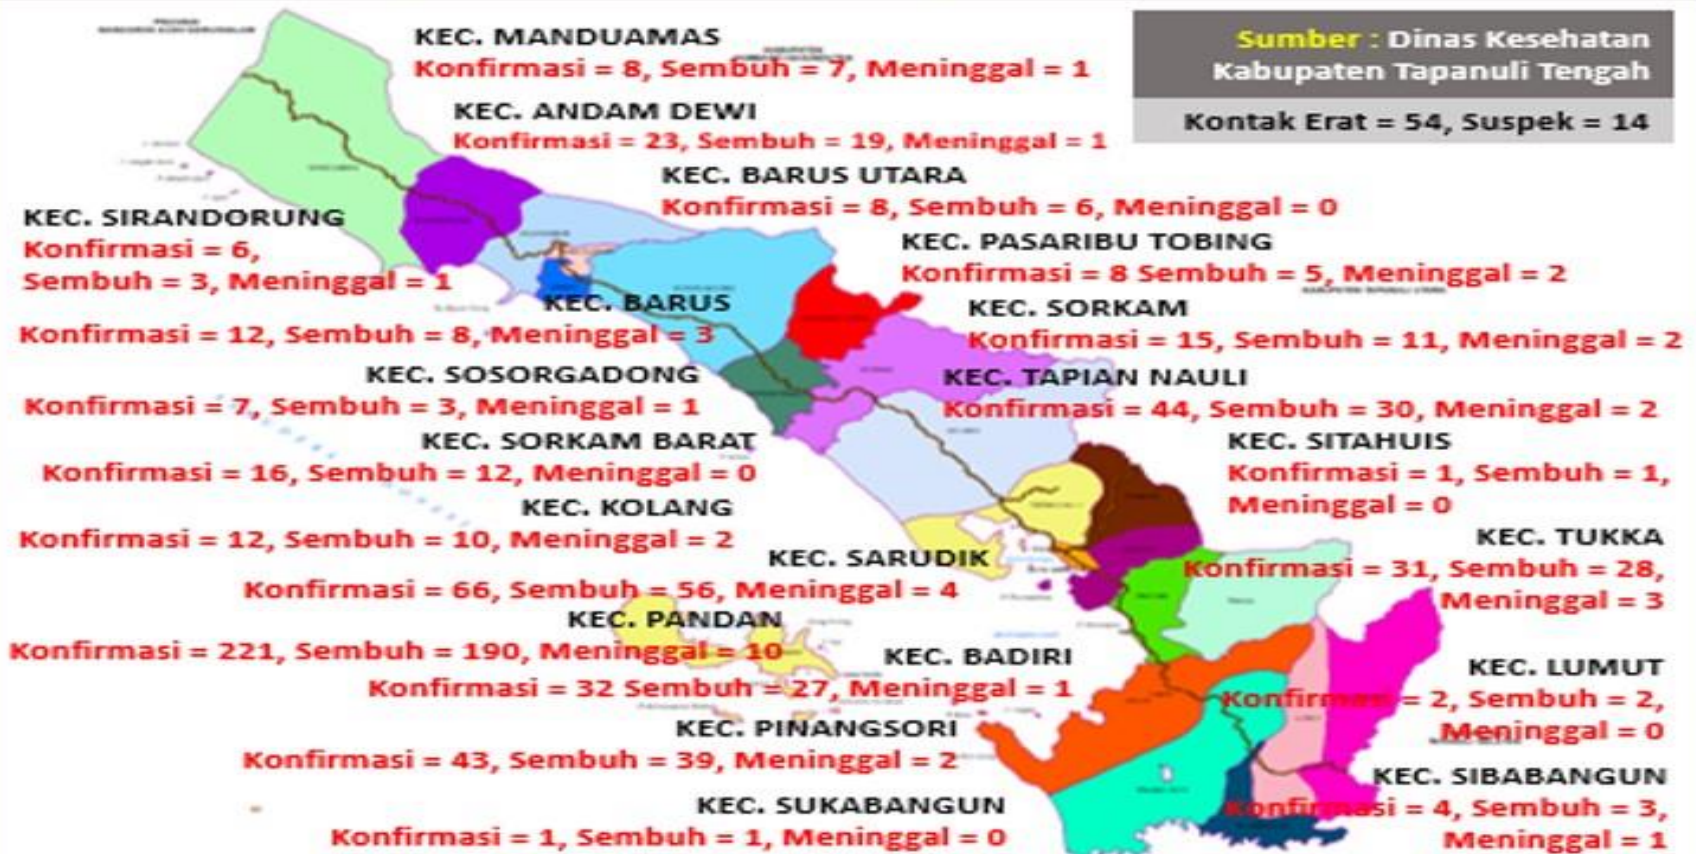 KEC. MANDUAMAS
Konfirmasi = 8, Sembuh = 7, Meninggal = 1
Sumber : Dinas Kesehatan
Kabupaten Tapanuli Tengah
Kontak Erat = 54, Suspek = 14
KEC. ANDAM DEWI
Konfirmasi = 23, Sembuh = 19, Meninggal = 1
KEC. BARUS UTARA
Konfirmasi = 8, Sembuh = 6, Meninggal = 0
KEC. SIRANDORUNG
Konfirmasi = 6,
Sembuh = 3, Meninggal = 1
KEC. PASARIBU TOBING
Konfirmasi = 8 Sembuh = 5, Meninggal = 2
KEC. BARUS
Konfirmasi = 12, Sembuh = 8, Meninggal = 3
KEC. SORKAM
Konfirmasi = 15, Sembuh = 11, Meninggal = 2
KEC. SOSORGADONG
Konfirmasi = 7, Sembuh = 3, Meninggal = 1
KEC. TAPIAN NAULI
Konfirmasi = 44, Sembuh = 30, Meninggal = 2
KEC. SORKAM BARAT
Konfirmasi = 16, Sembuh = 12, Meninggal = 0
KEC. SITAHUIS
Konfirmasi = 1, Sembuh = 1,
Meninggal = 0
KEC. KOLANG
Konfirmasi = 12, Sembuh = 10, Meninggal = 2
KEC. TUKKA
Konfirmasi = 31, Sembuh = 28,
Meninggal = 3
KEC. SARUDIK
Konfirmasi = 66, Sembuh = 56, Meninggal = 4
KEC. PANDAN
Konfirmasi = 221, Sembuh = 190, Meninggal = 10
KEC. BADIRI
Konfirmasi = 32 Sembuh = 27, Meninggal = 1
KEC. LUMUT
Konfirmasi = 2, Sembuh = 2,
Meninggal = 0
KEC. PINANGSORI
Konfirmasi = 43, Sembuh = 39, Meninggal = 2
KEC. SIBABANGUN
Konfirmasi = 4, Sembuh = 3,
Meninggal = 1
KEC. SUKABANGUN
Konfirmasi = 1, Sembuh = 1, Meninggal = 0